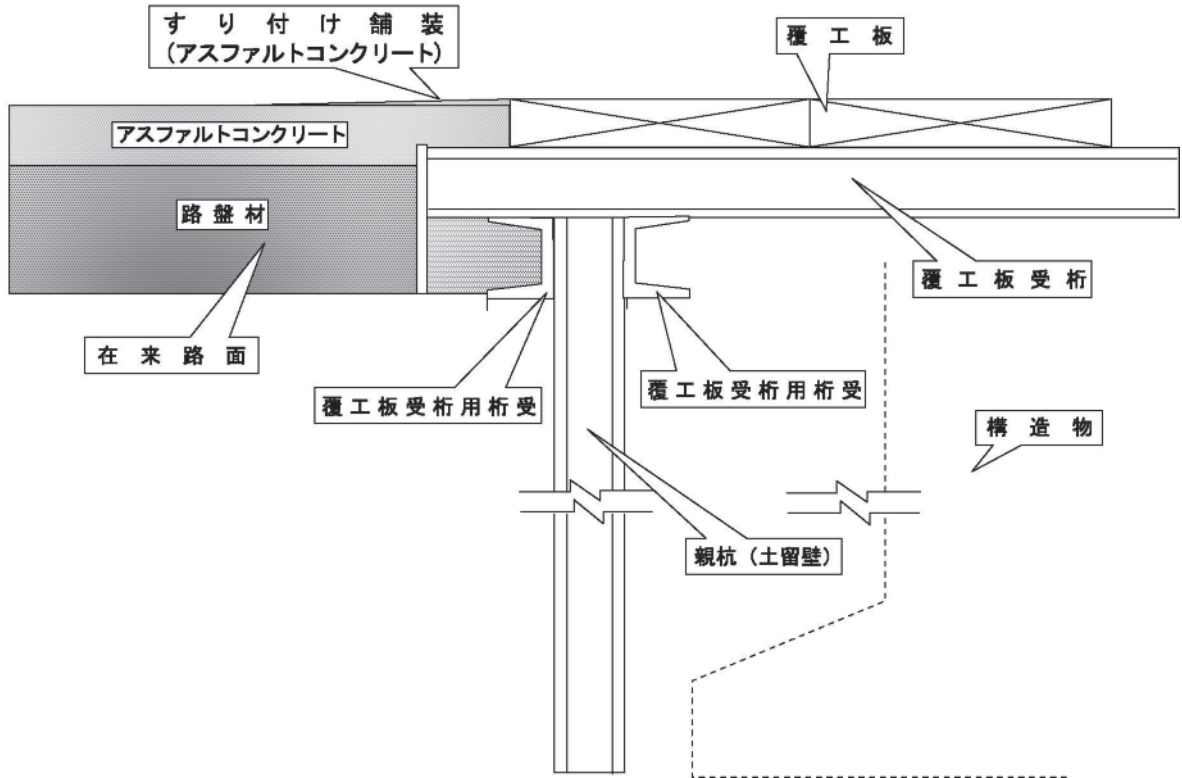 すり付け舗装
(アスファルトコンクリート)
覆工板
アスファルトコンクリート
路盤材
覆工板受桁
在来路面
覆工板受桁用桁受
覆工板受桁用桁受
構造物
親杭(土留壁)